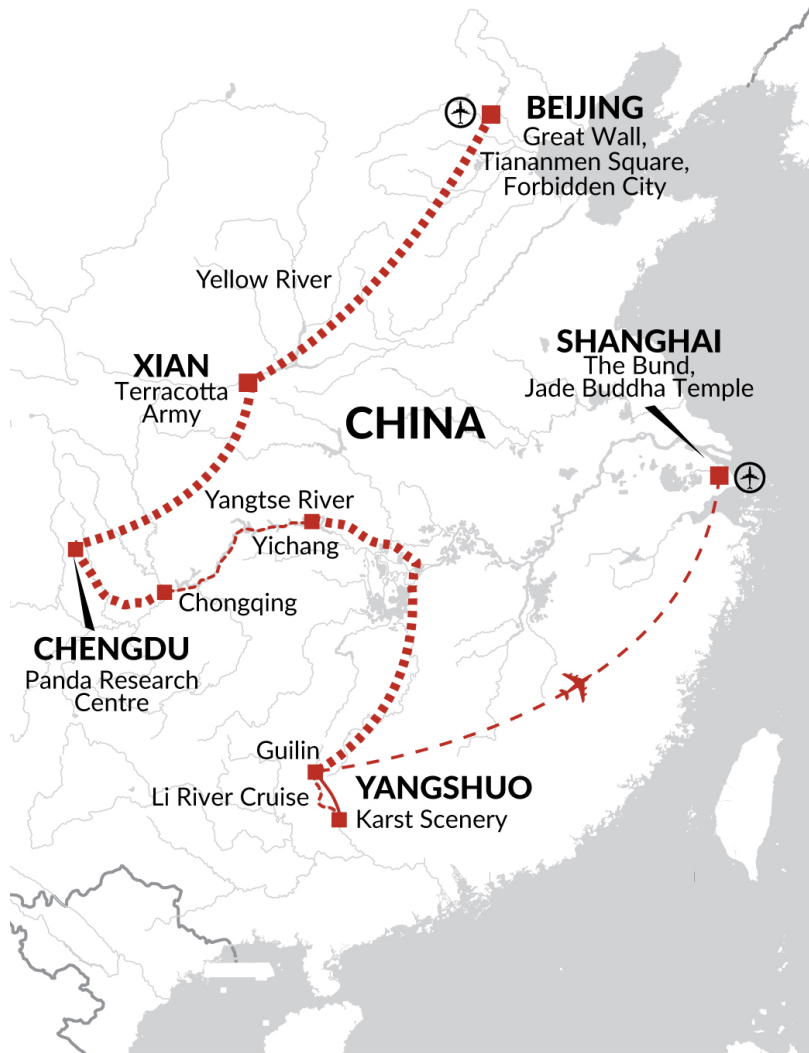 BEIJING
Great Wall,
Tiananmen Square,
Forbidden City
Yellow River
SHANGHAI
The Bund,
Jade Buddha Temple
XIAN
Terracotta
Army
CHINA
Yangtse River
Yichang
Chongqing
CHENGDU
Panda Research
Centre
Guilin
Li River Cruise
YANGSHUO
Karst Scenery